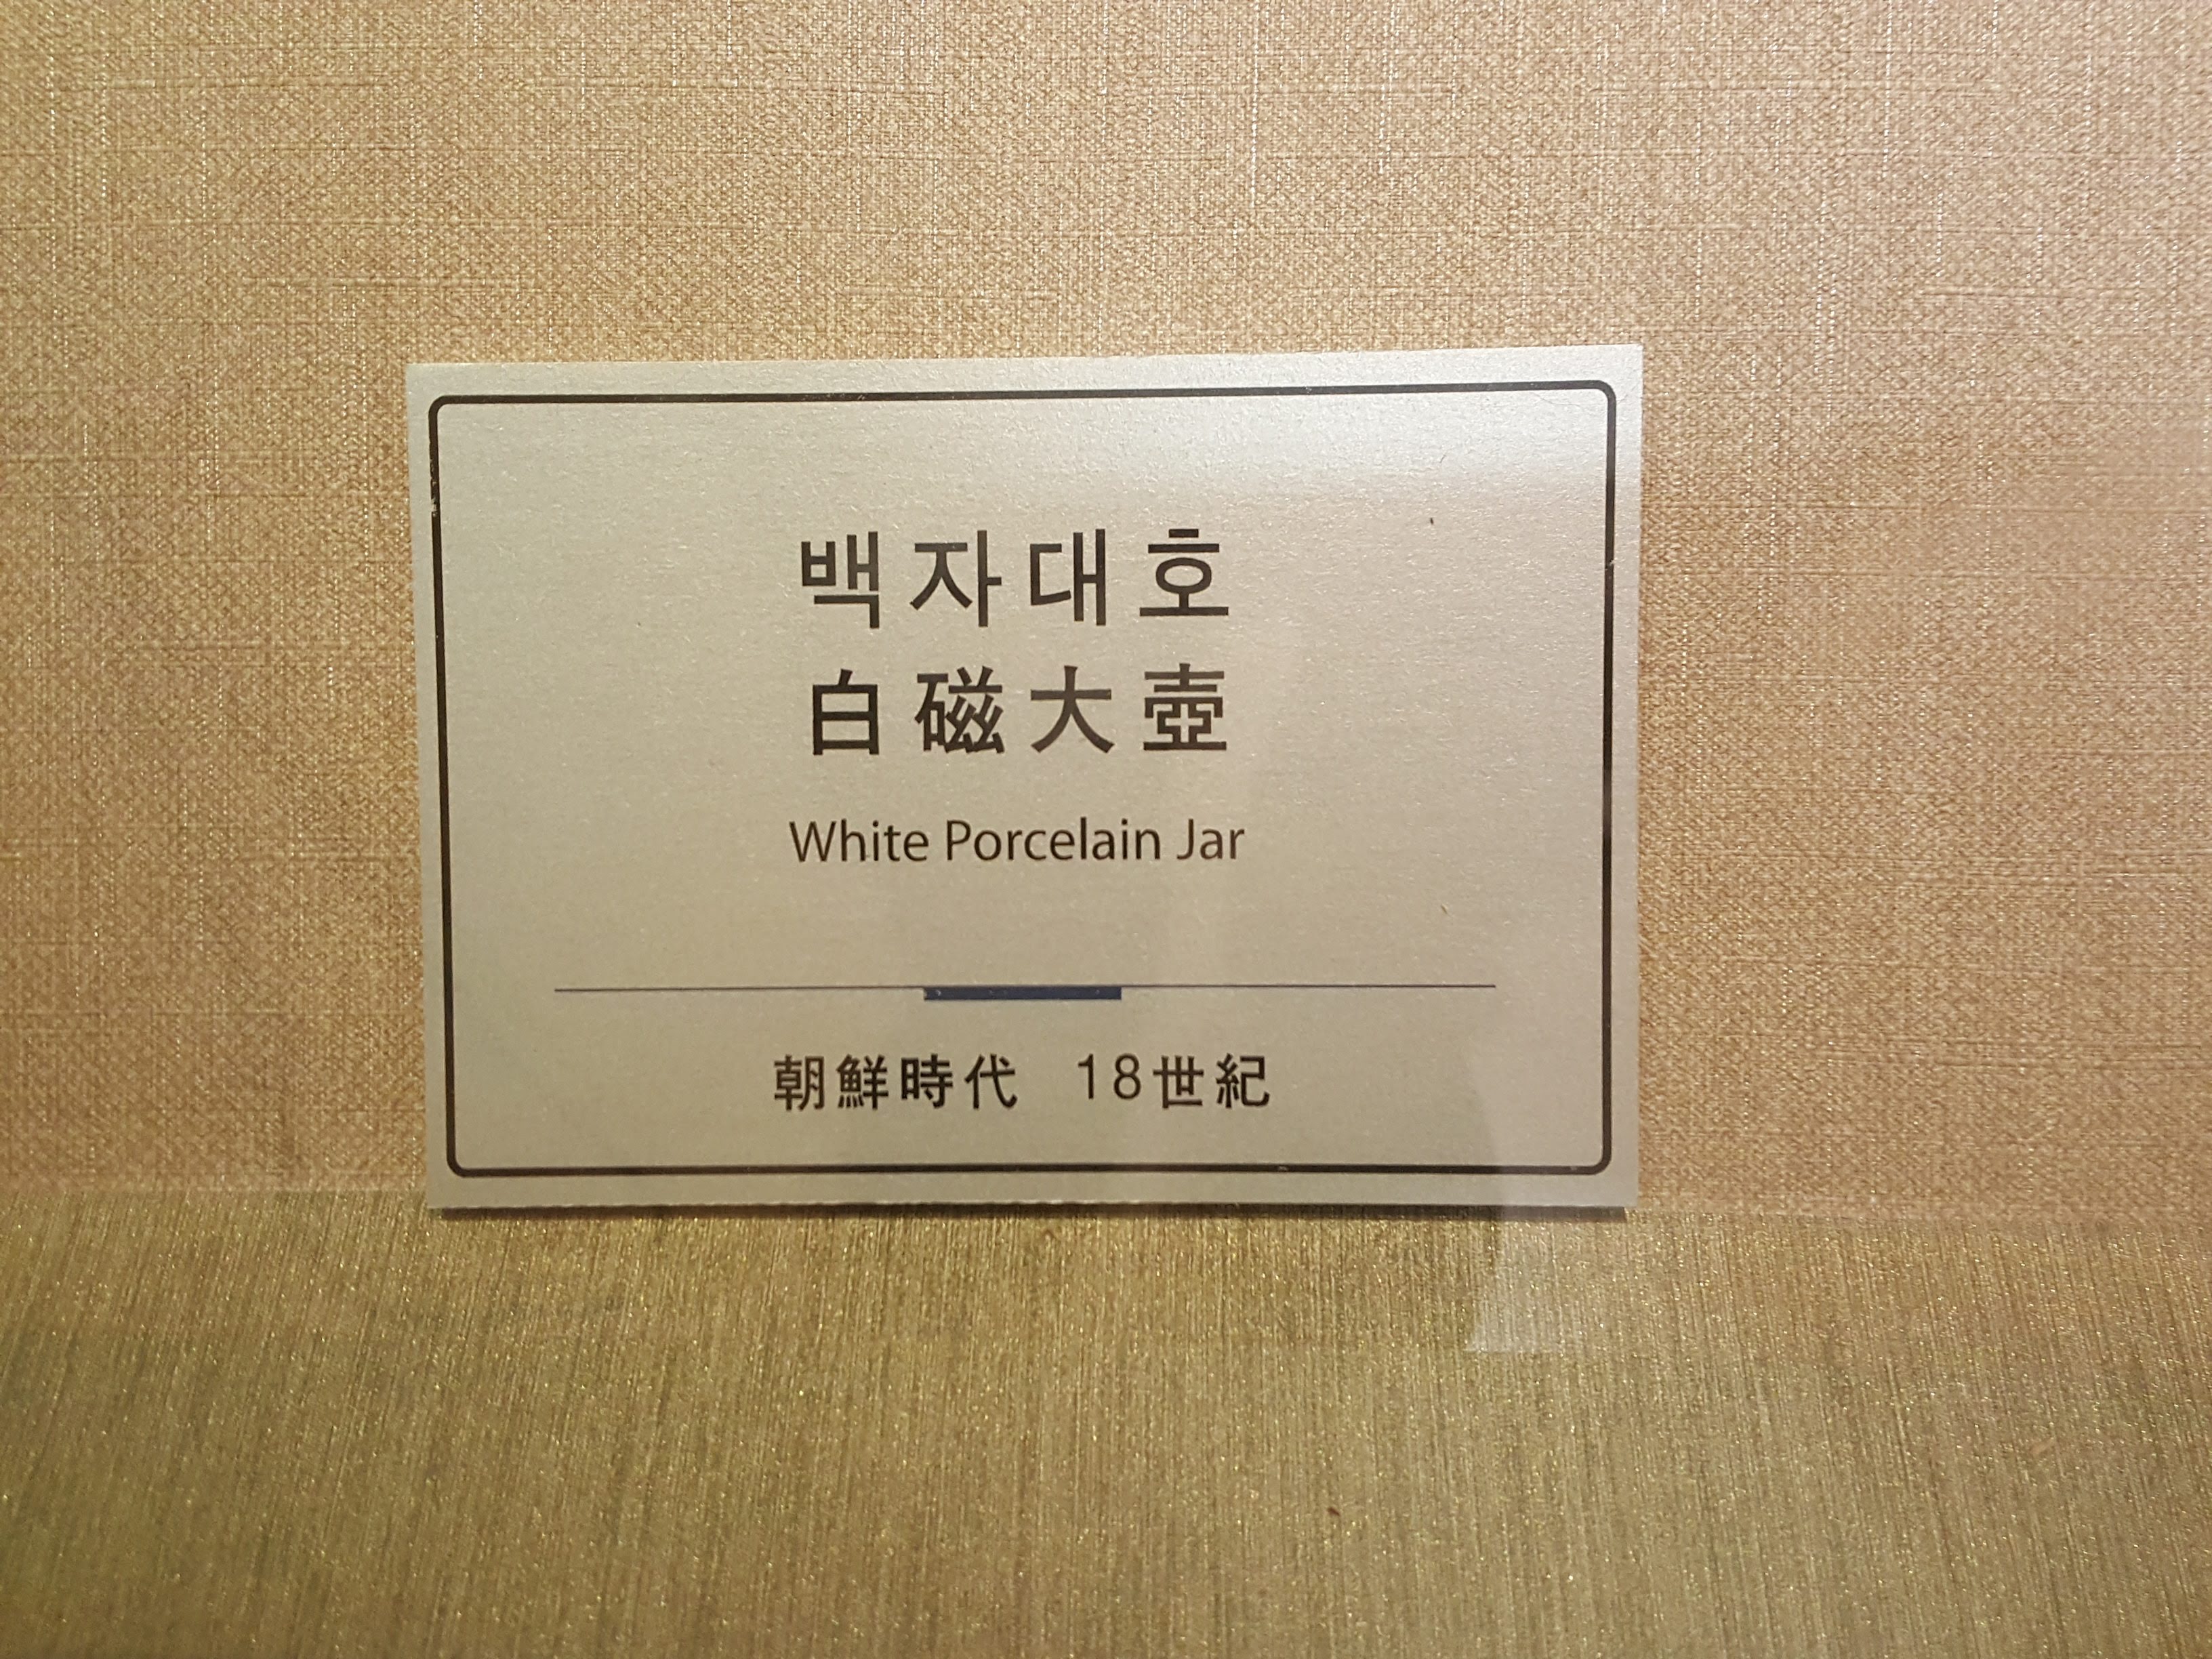 백자대호
白磁大壺
White Porcelain Jar
朝鮮時代 18世紀